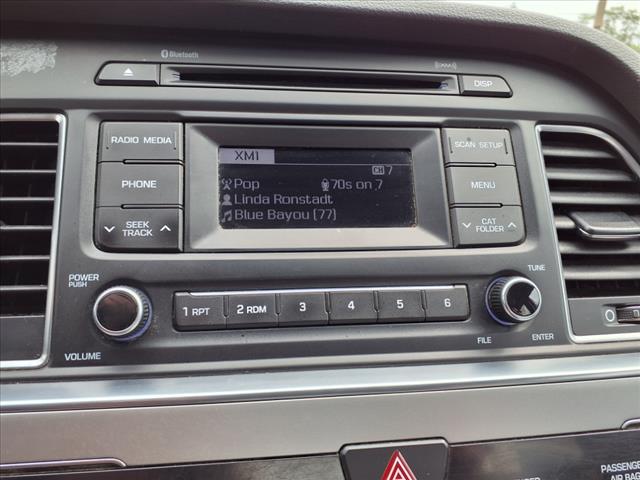 Bluetooth
DISP
RADIO MEDIA
PHONE
SEEK
TRACK
XM1
CH 7
Pop 70s on 7
Linda Ronstadt
Blue Bayou (77)
SCAN SETUP
MENU
CAT
FOLDER
POWER
PUSH
VOLUME
1 RPT 2 RDM 3 4 5 6
TUNE
FILE ENTER
0
PASSENGER
AIR BAG